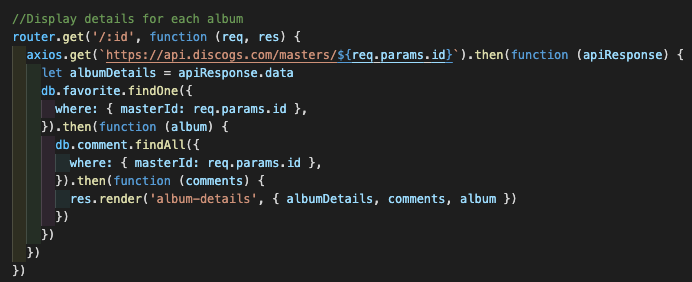 //Display details for each album
router.get('/:id', function (req, res) {
axios.get(`https://api.discogs.com/masters/${req.params.id}`).then(function (apiResponse) {
let albumDetails = apiResponse.data
db.favorite.findOne({
where: { masterId: req.params.id },
}).then(function (album) {
db.comment.findAll({
where: { masterId: req.params.id },
}).then(function (comments) {
res.render('album-details', { albumDetails, comments, album })
})
})
})
})